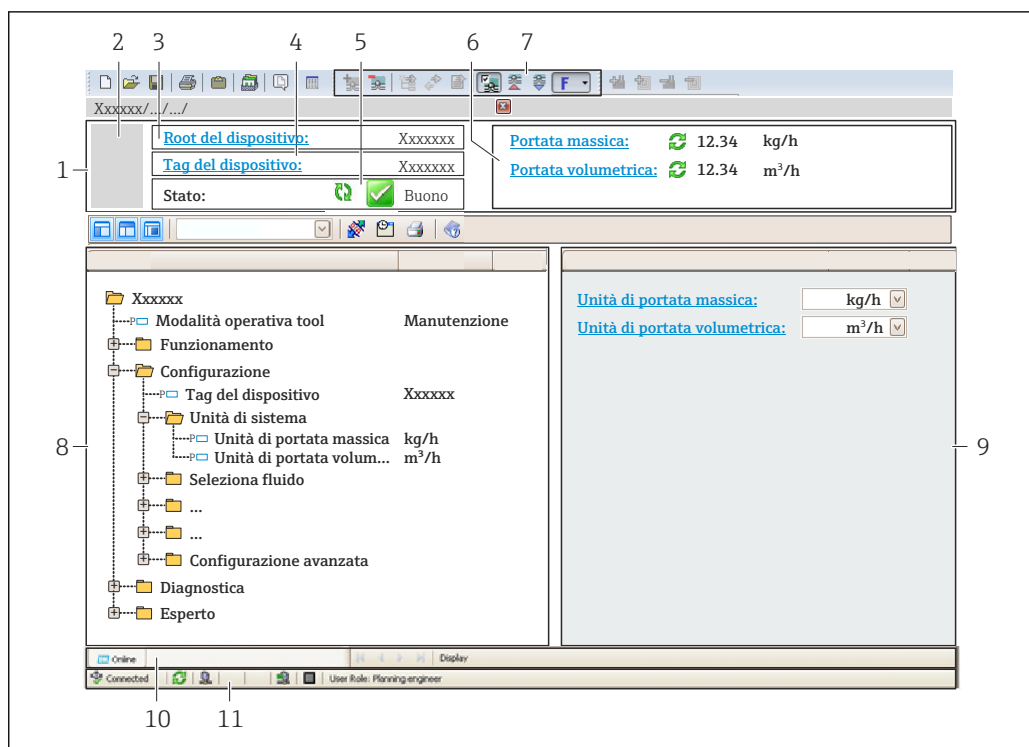 2 3 4 5 6 7
F
Xxxxxx/.../.../
1
Root del dispositivo: Xxxxxxx
Tag del dispositivo: Xxxxxxx
Stato: Buono
Portata massica: 12.34 kg/h
Portata volumetrica: 12.34 m³/h
Xxxxxx
P Modalità operativa tool Manutenzione
Funzionamento
Configurazione
P Tag del dispositivo Xxxxxx
Unità di sistema
P Unità di portata massica kg/h
P Unità di portata volum... m³/h
Seleziona fluido
...
...
Configurazione avanzata
Diagnostica
Esperto
Unità di portata massica: kg/h
Unità di portata volumetrica: m³/h
8
9
Online Display
Connected User Role: Planning engineer
10 11